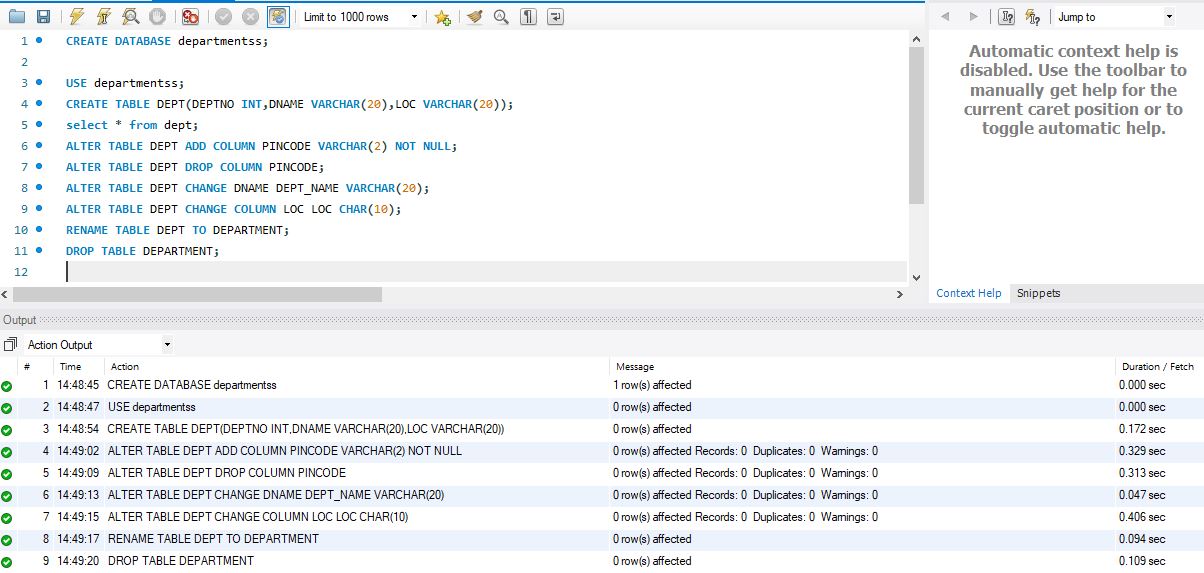 Limit to 1000 rows
Jump to
1 CREATE DATABASE departmentss;
2
3 USE departmentss;
4 CREATE TABLE DEPT(DEPTNO INT,DNAME VARCHAR(20),LOC VARCHAR(20));
5 select * from dept;
6 ALTER TABLE DEPT ADD COLUMN PINCODE VARCHAR(2) NOT NULL;
7 ALTER TABLE DEPT DROP COLUMN PINCODE;
8 ALTER TABLE DEPT CHANGE DNAME DEPT_NAME VARCHAR(20);
9 ALTER TABLE DEPT CHANGE COLUMN LOC LOC CHAR(10);
10 RENAME TABLE DEPT TO DEPARTMENT;
11 DROP TABLE DEPARTMENT;
12
Automatic context help is
disabled. Use the toolbar to
manually get help for the
current caret position or to
toggle automatic help.
Context Help Snippets
Output
Action Output
# Time Action Message Duration / Fetch
1 14:48:45 CREATE DATABASE departmentss 1 row(s) affected 0.000 sec
2 14:48:47 USE departmentss 0 row(s) affected 0.000 sec
3 14:48:54 CREATE TABLE DEPT(DEPTNO INT,DNAME VARCHAR(20),LOC VARCHAR(20)) 0 row(s) affected 0.172 sec
4 14:49:02 ALTER TABLE DEPT ADD COLUMN PINCODE VARCHAR(2) NOT NULL 0 row(s) affected Records: 0 Duplicates: 0 Warnings: 0 0.329 sec
5 14:49:09 ALTER TABLE DEPT DROP COLUMN PINCODE 0 row(s) affected Records: 0 Duplicates: 0 Warnings: 0 0.313 sec
6 14:49:13 ALTER TABLE DEPT CHANGE DNAME DEPT_NAME VARCHAR(20) 0 row(s) affected Records: 0 Duplicates: 0 Warnings: 0 0.047 sec
7 14:49:15 ALTER TABLE DEPT CHANGE COLUMN LOC LOC CHAR(10) 0 row(s) affected Records: 0 Duplicates: 0 Warnings: 0 0.406 sec
8 14:49:17 RENAME TABLE DEPT TO DEPARTMENT 0 row(s) affected 0.094 sec
9 14:49:20 DROP TABLE DEPARTMENT 0 row(s) affected 0.109 sec